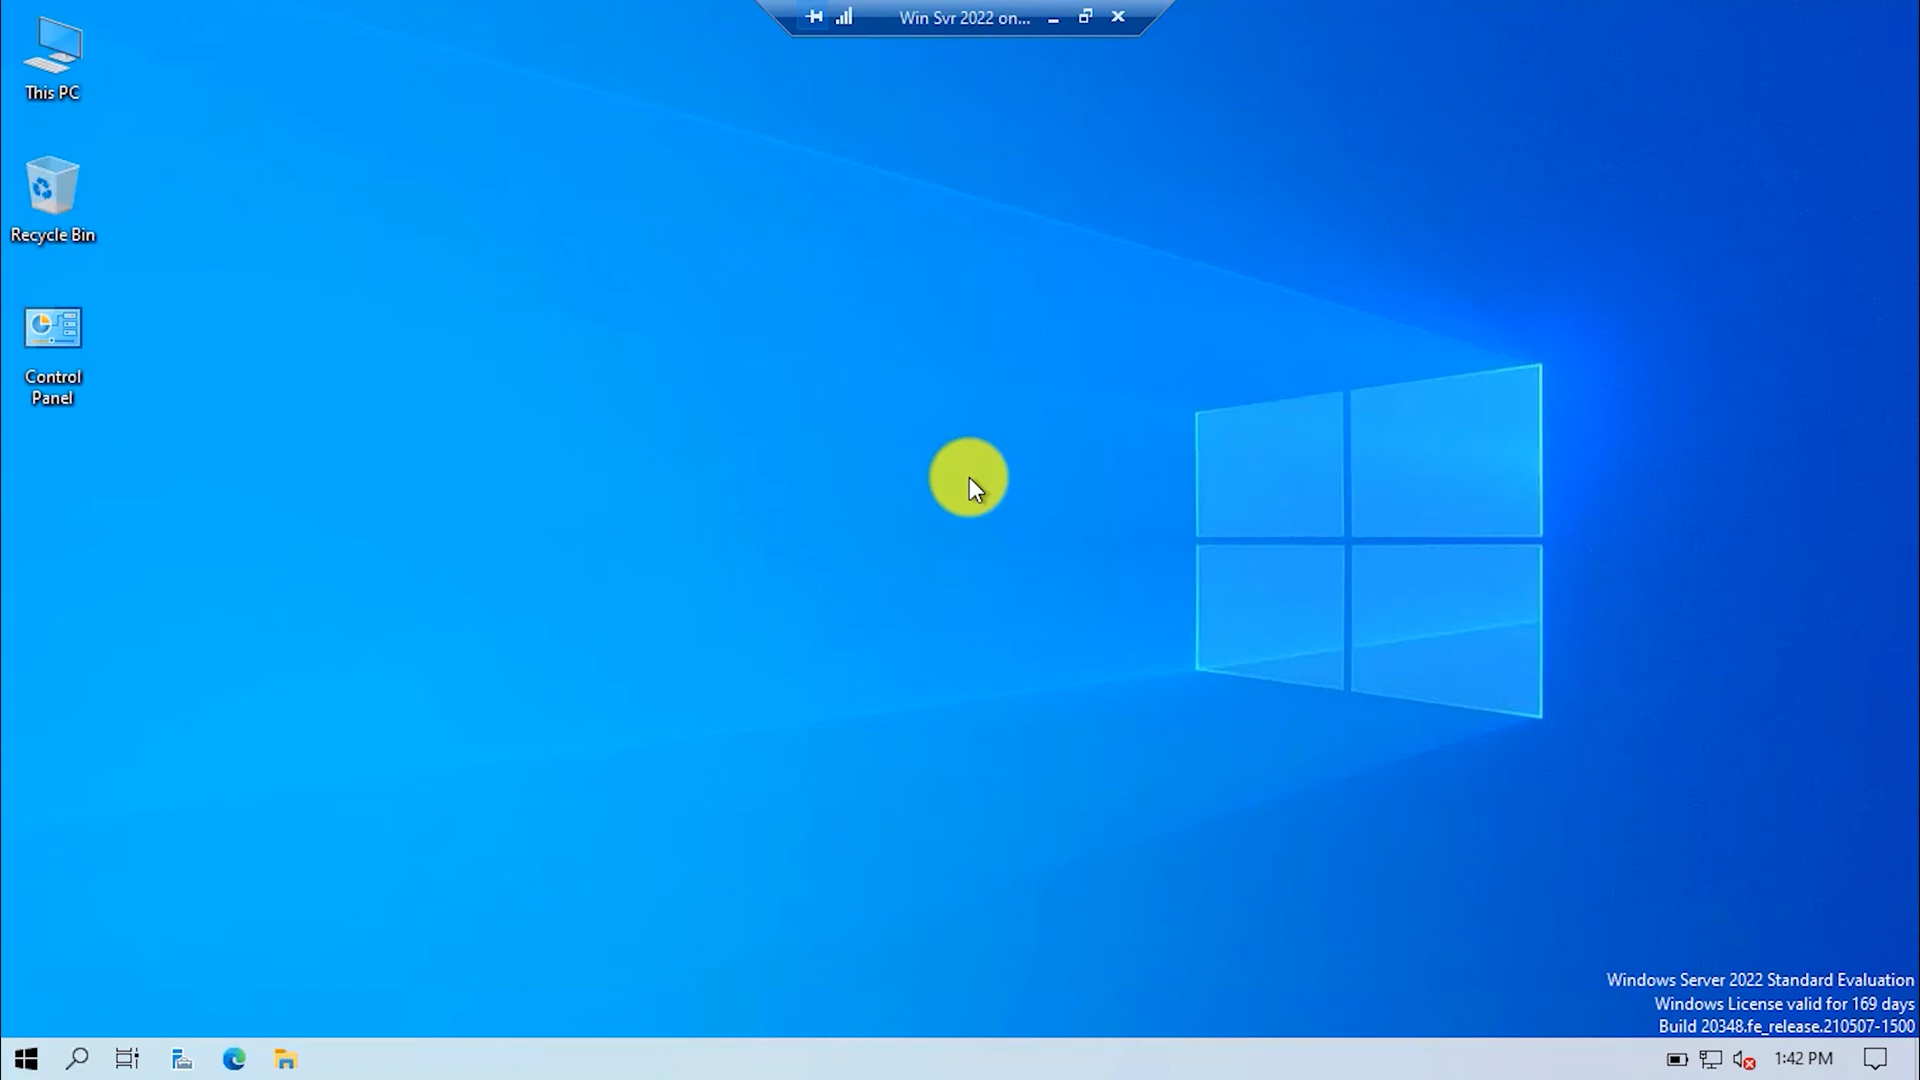 Win Svr 2022 on...
This PC
Recycle Bin
Control
Panel
Windows Server 2022 Standard Evaluation
Windows License valid for 169 days
Build 20348.fe_release.210507-1500
1:42 PM